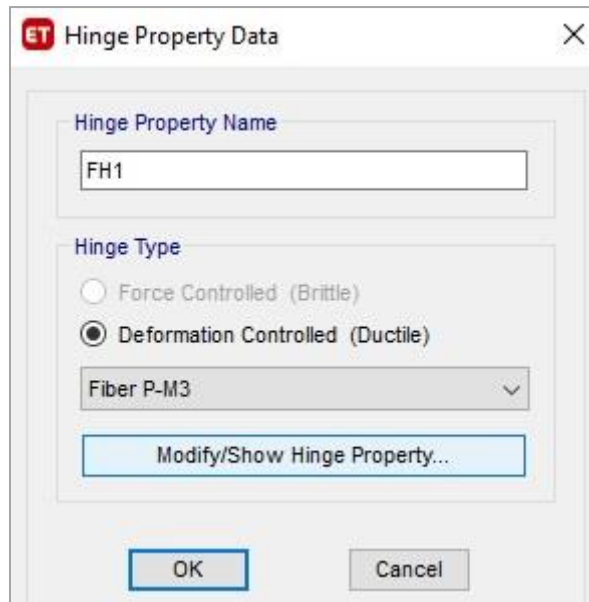 ET Hinge Property Data
Hinge Property Name
FH1
Hinge Type
Force Controlled (Brittle)
Deformation Controlled (Ductile)
Fiber P-M3
Modify/Show Hinge Property...
OK Cancel